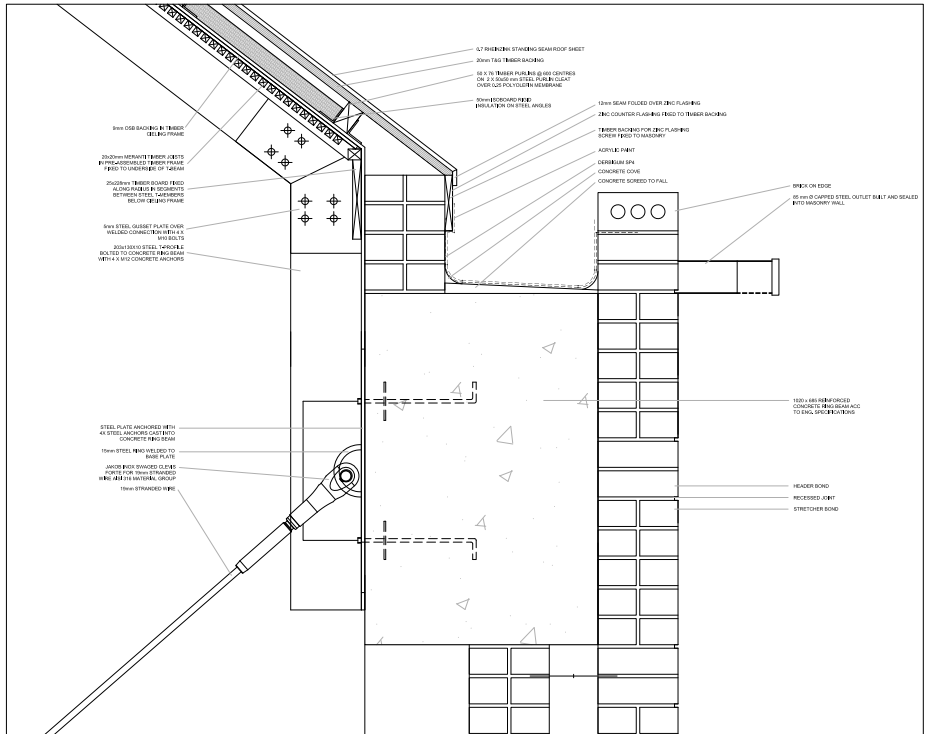 0.7 RHEINZINK STANDING SEAM ROOF SHEET
20mm T&G TIMBER BACKING
50 X 76 TIMBER PURLINS @ 600 CENTRES
ON 2 X 50x50 mm STEEL PURLIN CLEAT
OVER 0.25 POLYOLEFIN MEMBRANE
50mm ISOBOARD RIGID
INSULATION ON STEEL ANGLES
12mm SEAM FOLDED OVER ZINC FLASHING
ZINC COUNTER FLASHING FIXED TO TIMBER BACKING
TIMBER BACKING FOR ZINC FLASHING
SCREW FIXED TO MASONRY
ACRYLIC PAINT
DERBIGUM SP4
CONCRETE COVE
CONCRETE SCREED TO FALL
BRICK ON EDGE
85 mm Ø CAPPED STEEL OUTLET BUILT AND SEALED
INTO MASONRY WALL
9mm OSB BACKING IN TIMBER
CIELING FRAME
20x20mm MERANTI TIMBER JOISTS
IN PRE-ASSEMBLED TIMBER FRAME
FIXED TO UNDERSIDE OF T-BEAM
25x228mm TIMBER BOARD FIXED
ALONG RADIUS IN SEGMENTS
BETWEEN STEEL T-MEMBERS
BELOW CIELING FRAME
5mm STEEL GUSSET PLATE OVER
WELDED CONNECTION WITH 4 X
M10 BOLTS
203x130X10 STEEL T-PROFILE
BOLTED TO CONCRETE RING BEAM
WITH 4 X M12 CONCRETE ANCHORS
STEEL PLATE ANCHORED WITH
4X STEEL ANCHORS CAST INTO
CONCRETE RING BEAM
15mm STEEL RING WELDED TO
BASE PLATE
JAKOB INOX SWAGED CLEVIS
FORTE FOR 19mm STRANDED
WIRE AISI 316 MATERIAL GROUP
19mm STRANDED WIRE
1020 x 685 REINFORCED
CONCRETE RING BEAM ACC
TO ENG. SPECIFICATIONS
HEADER BOND
RECESSED JOINT
STRETCHER BOND